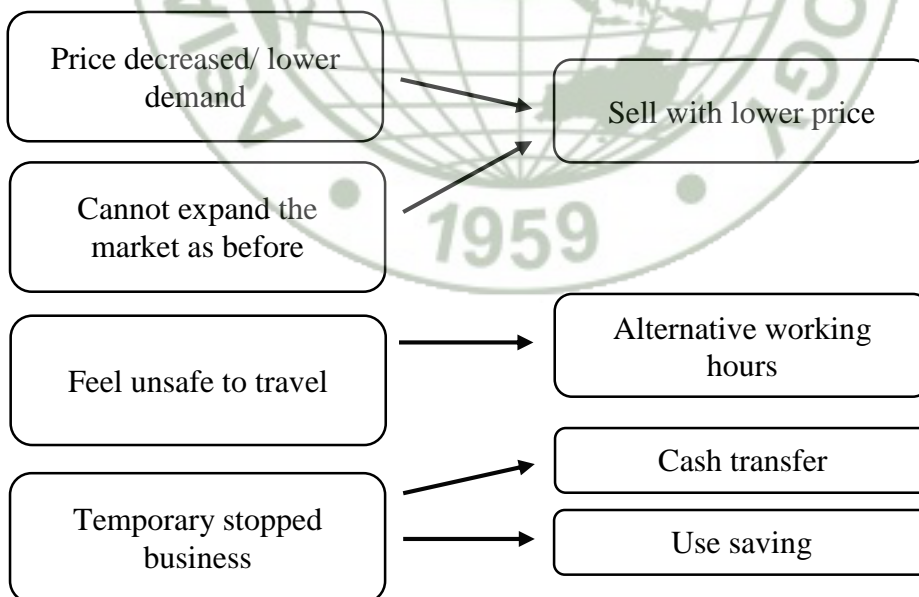 Price decreased/ lower
demand
Sell with lower price
Cannot expand the
market as before
1959
Feel unsafe to travel
Alternative working
hours
Temporary stopped
business
Cash transfer
Use saving